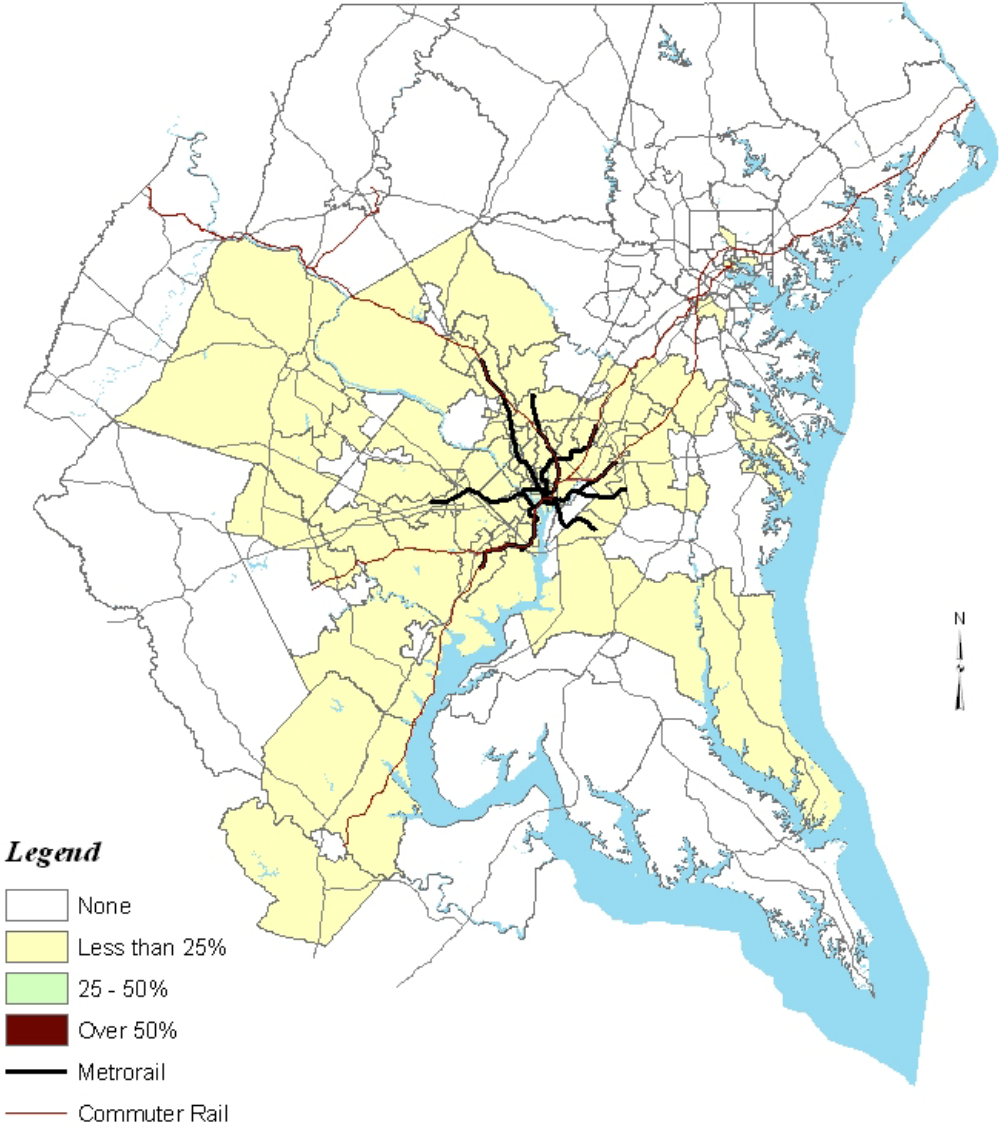 N
Legend
None
Less than 25%
25 - 50%
Over 50%
Metrorail
Commuter Rail